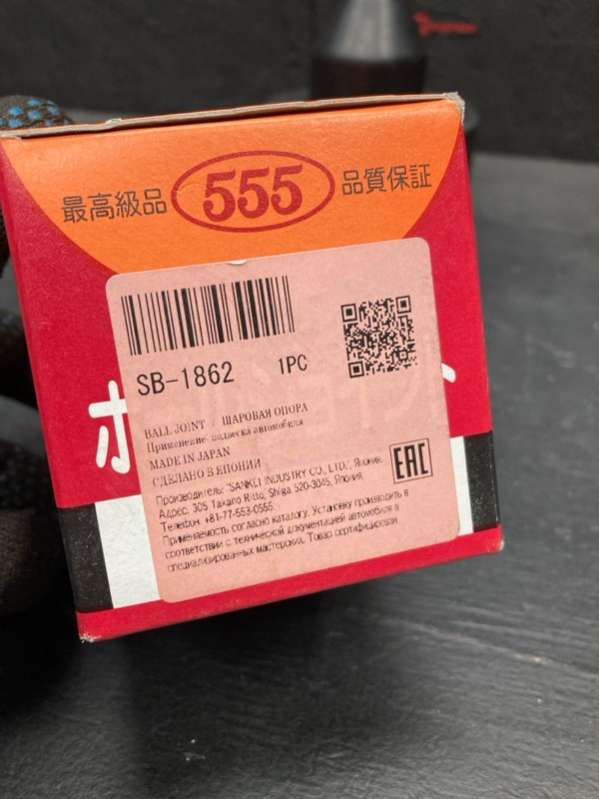 最高級品 555 品質保証
SB-1862 1PC
BALL JOINT / ШАРОВАЯ ОПОРА
Применение: подвеска автомобиля
MADE IN JAPAN
СДЕЛАНО В ЯПОНИИ
EAC
Производитель: "SANKEI INDUSTRY CO., LTD.", Япония.
Адрес: 305 Takano Ritto, Shiga 520-3045, Япония.
Телефон: +81-77-553-0555.
Применяемость согласно каталогу. Установку производить в
соответствии с технической документацией автомобиля в
специализированных мастерских. Товар сертифицирован